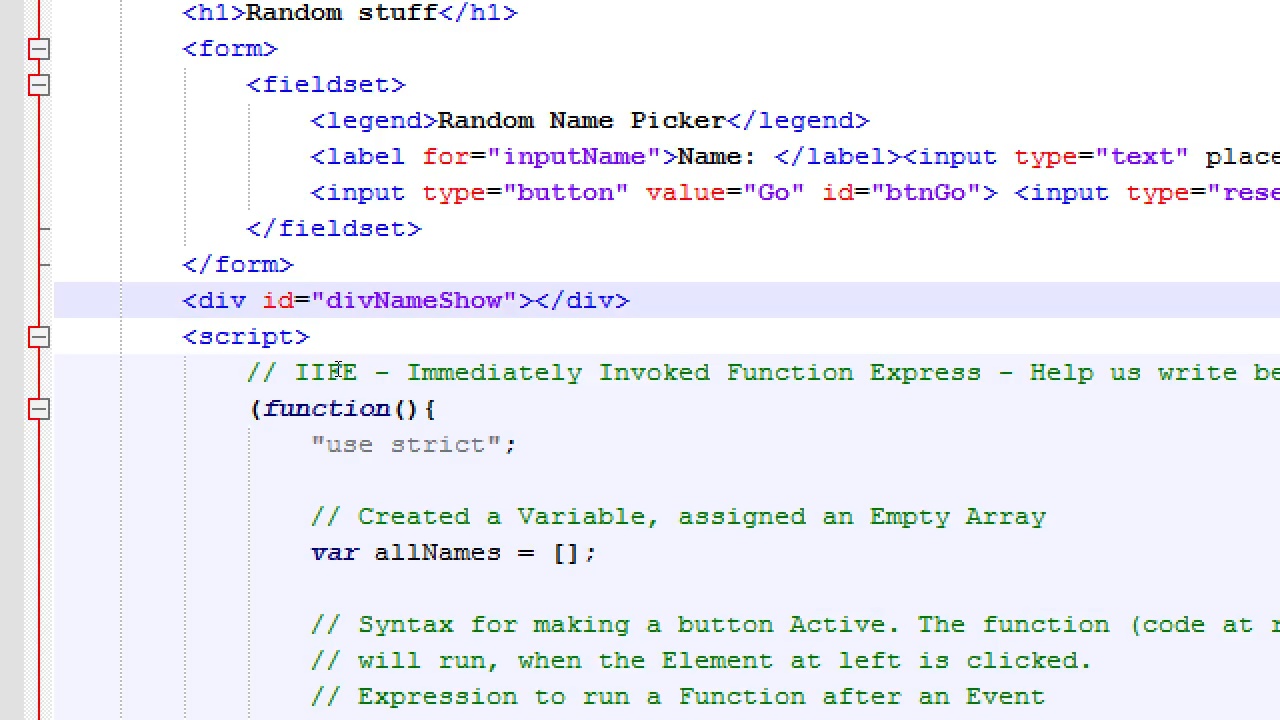 <h1>Random stuff</h1>
<form>
<fieldset>
<legend>Random Name Picker</legend>
<label for="inputName">Name: </label><input type="text"
<input type="button" value="Go" id="btnGo"> <input type=
</fieldset>
</form>
<div id="divNameShow"></div>
<script>
// IIFE - Immediately Invoked Function Express - Help us write
(function(){
"use strict";
// Created a Variable, assigned an Empty Array
var allNames = [];
// Syntax for making a button Active. The function (code at
// will run, when the Element at left is clicked.
// Expression to run a Function after an Event